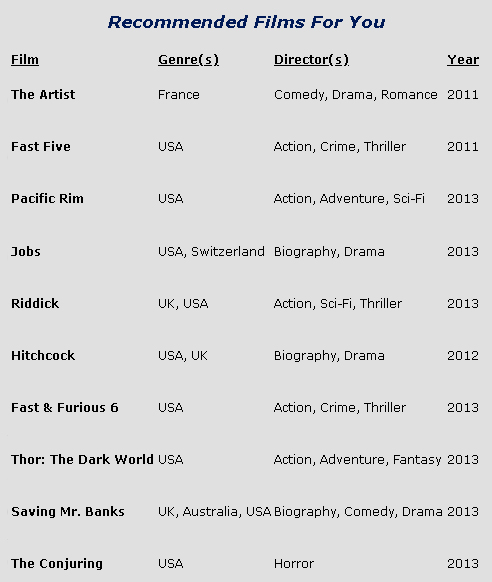 Recommended Films For You
Film Genre(s) Director(s) Year
The Artist France Comedy, Drama, Romance 2011
Fast Five USA Action, Crime, Thriller 2011
Pacific Rim USA Action, Adventure, Sci-Fi 2013
Jobs USA, Switzerland Biography, Drama 2013
Riddick UK, USA Action, Sci-Fi, Thriller 2013
Hitchcock USA, UK Biography, Drama 2012
Fast & Furious 6 USA Action, Crime, Thriller 2013
Thor: The Dark World USA Action, Adventure, Fantasy 2013
Saving Mr. Banks UK, Australia, USA Biography, Comedy, Drama 2013
The Conjuring USA Horror 2013